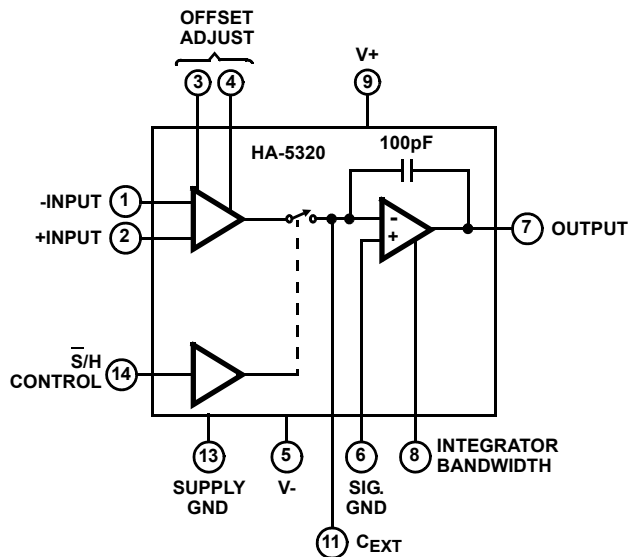 OFFSET
ADJUST
3
4
V+
9
HA-5320
100pF
-INPUT
1
+INPUT
2
-
+
7
OUTPUT
S̅/H
CONTROL
14
13
SUPPLY
GND
5
V-
6
SIG.
GND
8
INTEGRATOR
BANDWIDTH
11
CEXT